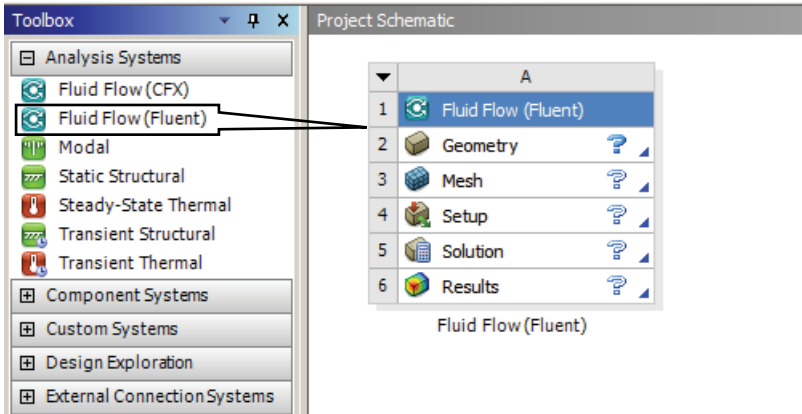 Toolbox
Analysis Systems
Fluid Flow (CFX)
Fluid Flow (Fluent)
Modal
Static Structural
Steady-State Thermal
Transient Structural
Transient Thermal
Component Systems
Custom Systems
Design Exploration
External Connection Systems
Project Schematic
A
1 Fluid Flow (Fluent)
2 Geometry ?
3 Mesh ?
4 Setup ?
5 Solution ?
6 Results ?
Fluid Flow (Fluent)